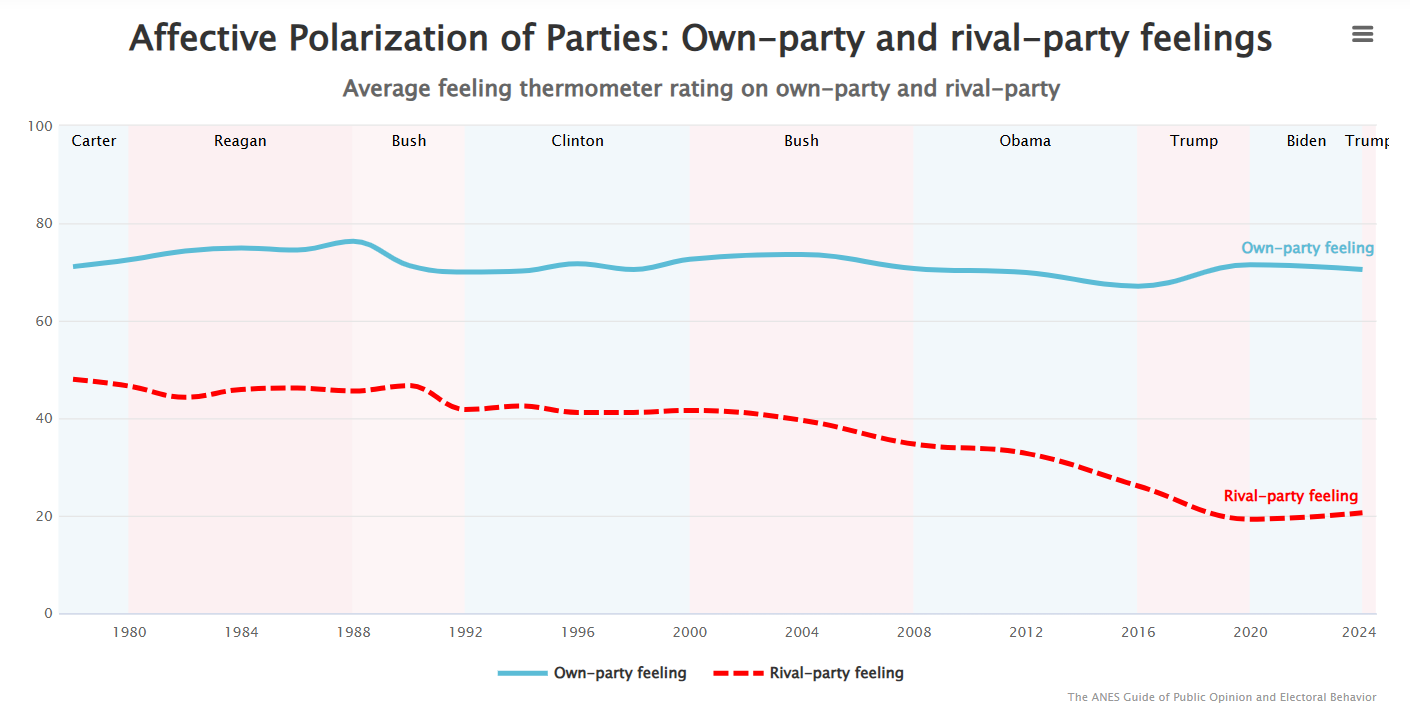 Affective Polarization of Parties: Own-party and rival-party feelings
Average feeling thermometer rating on own-party and rival-party
100
Carter Reagan Bush Clinton Bush Obama Trump Biden Trump
80
Own-party feeling
60
40
Rival-party feeling
20
0
1980 1984 1988 1992 1996 2000 2004 2008 2012 2016 2020 2024
Own-party feeling Rival-party feeling
The ANES Guide of Public Opinion and Electoral Behavior